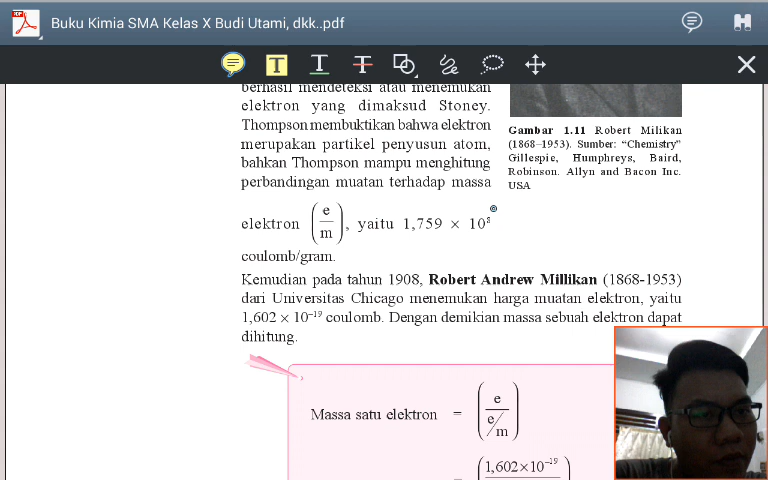 Buku Kimia SMA Kelas X Budi Utami, dkk..pdf
berhasil mendeteksi atau menemukan
elektron yang dimaksud Stoney.
Thompson membuktikan bahwa elektron
merupakan partikel penyusun atom,
bahkan Thompson mampu menghitung
perbandingan muatan terhadap massa
elektron (e/m), yaitu 1,759 × 10⁸
coulomb/gram.
Gambar 1.11 Robert Milikan
(1868–1953). Sumber: “Chemistry”
Gillespie, Humphreys, Baird,
Robinson. Allyn and Bacon Inc.
USA
Kemudian pada tahun 1908, Robert Andrew Millikan (1868-1953)
dari Universitas Chicago menemukan harga muatan elektron, yaitu
1,602 × 10⁻¹⁹ coulomb. Dengan demikian massa sebuah elektron dapat
dihitung.
Massa satu elektron = (e / e/m)
= (1,602×10⁻¹⁹)